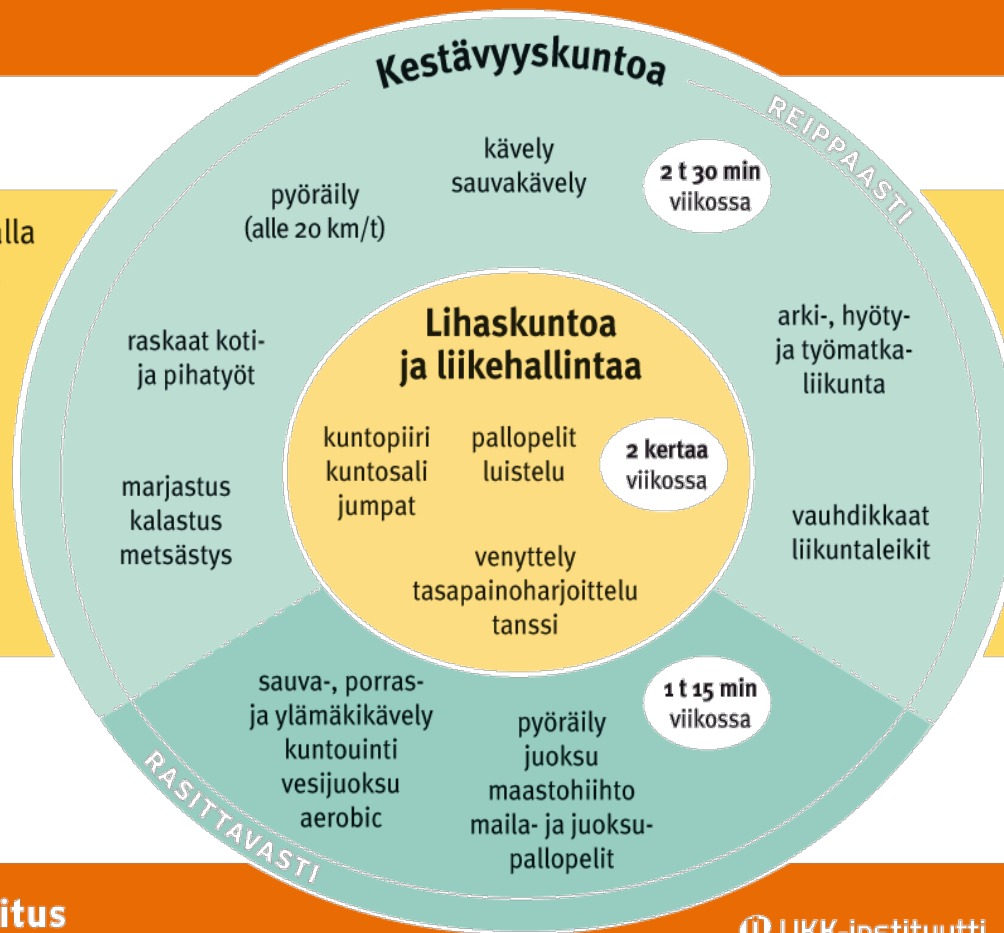 Kestävyyskuntoa
REIPPAASTI
kävely
sauvakävely
2 t 30 min
viikossa
pyöräily
(alle 20 km/t)
alla
raskaat koti-
ja pihatyöt
arki-, hyöty-
ja työmatka-
liikunta
marjastus
kalastus
metsästys
vauhdikkaat
liikuntaleikit
Lihaskuntoa
ja liikehallintaa
kuntopiiri
kuntosali
jumpat
pallopelit
luistelu
2 kertaa
viikossa
venyttely
tasapainoharjoittelu
tanssi
RASITTAVASTI
sauva-, porras-
ja ylämäkikävely
kuntouinti
vesijuoksu
aerobic
pyöräily
juoksu
maastohiihto
maila- ja juoksu-
pallopelit
1 t 15 min
viikossa
itus
UKK-instituutti